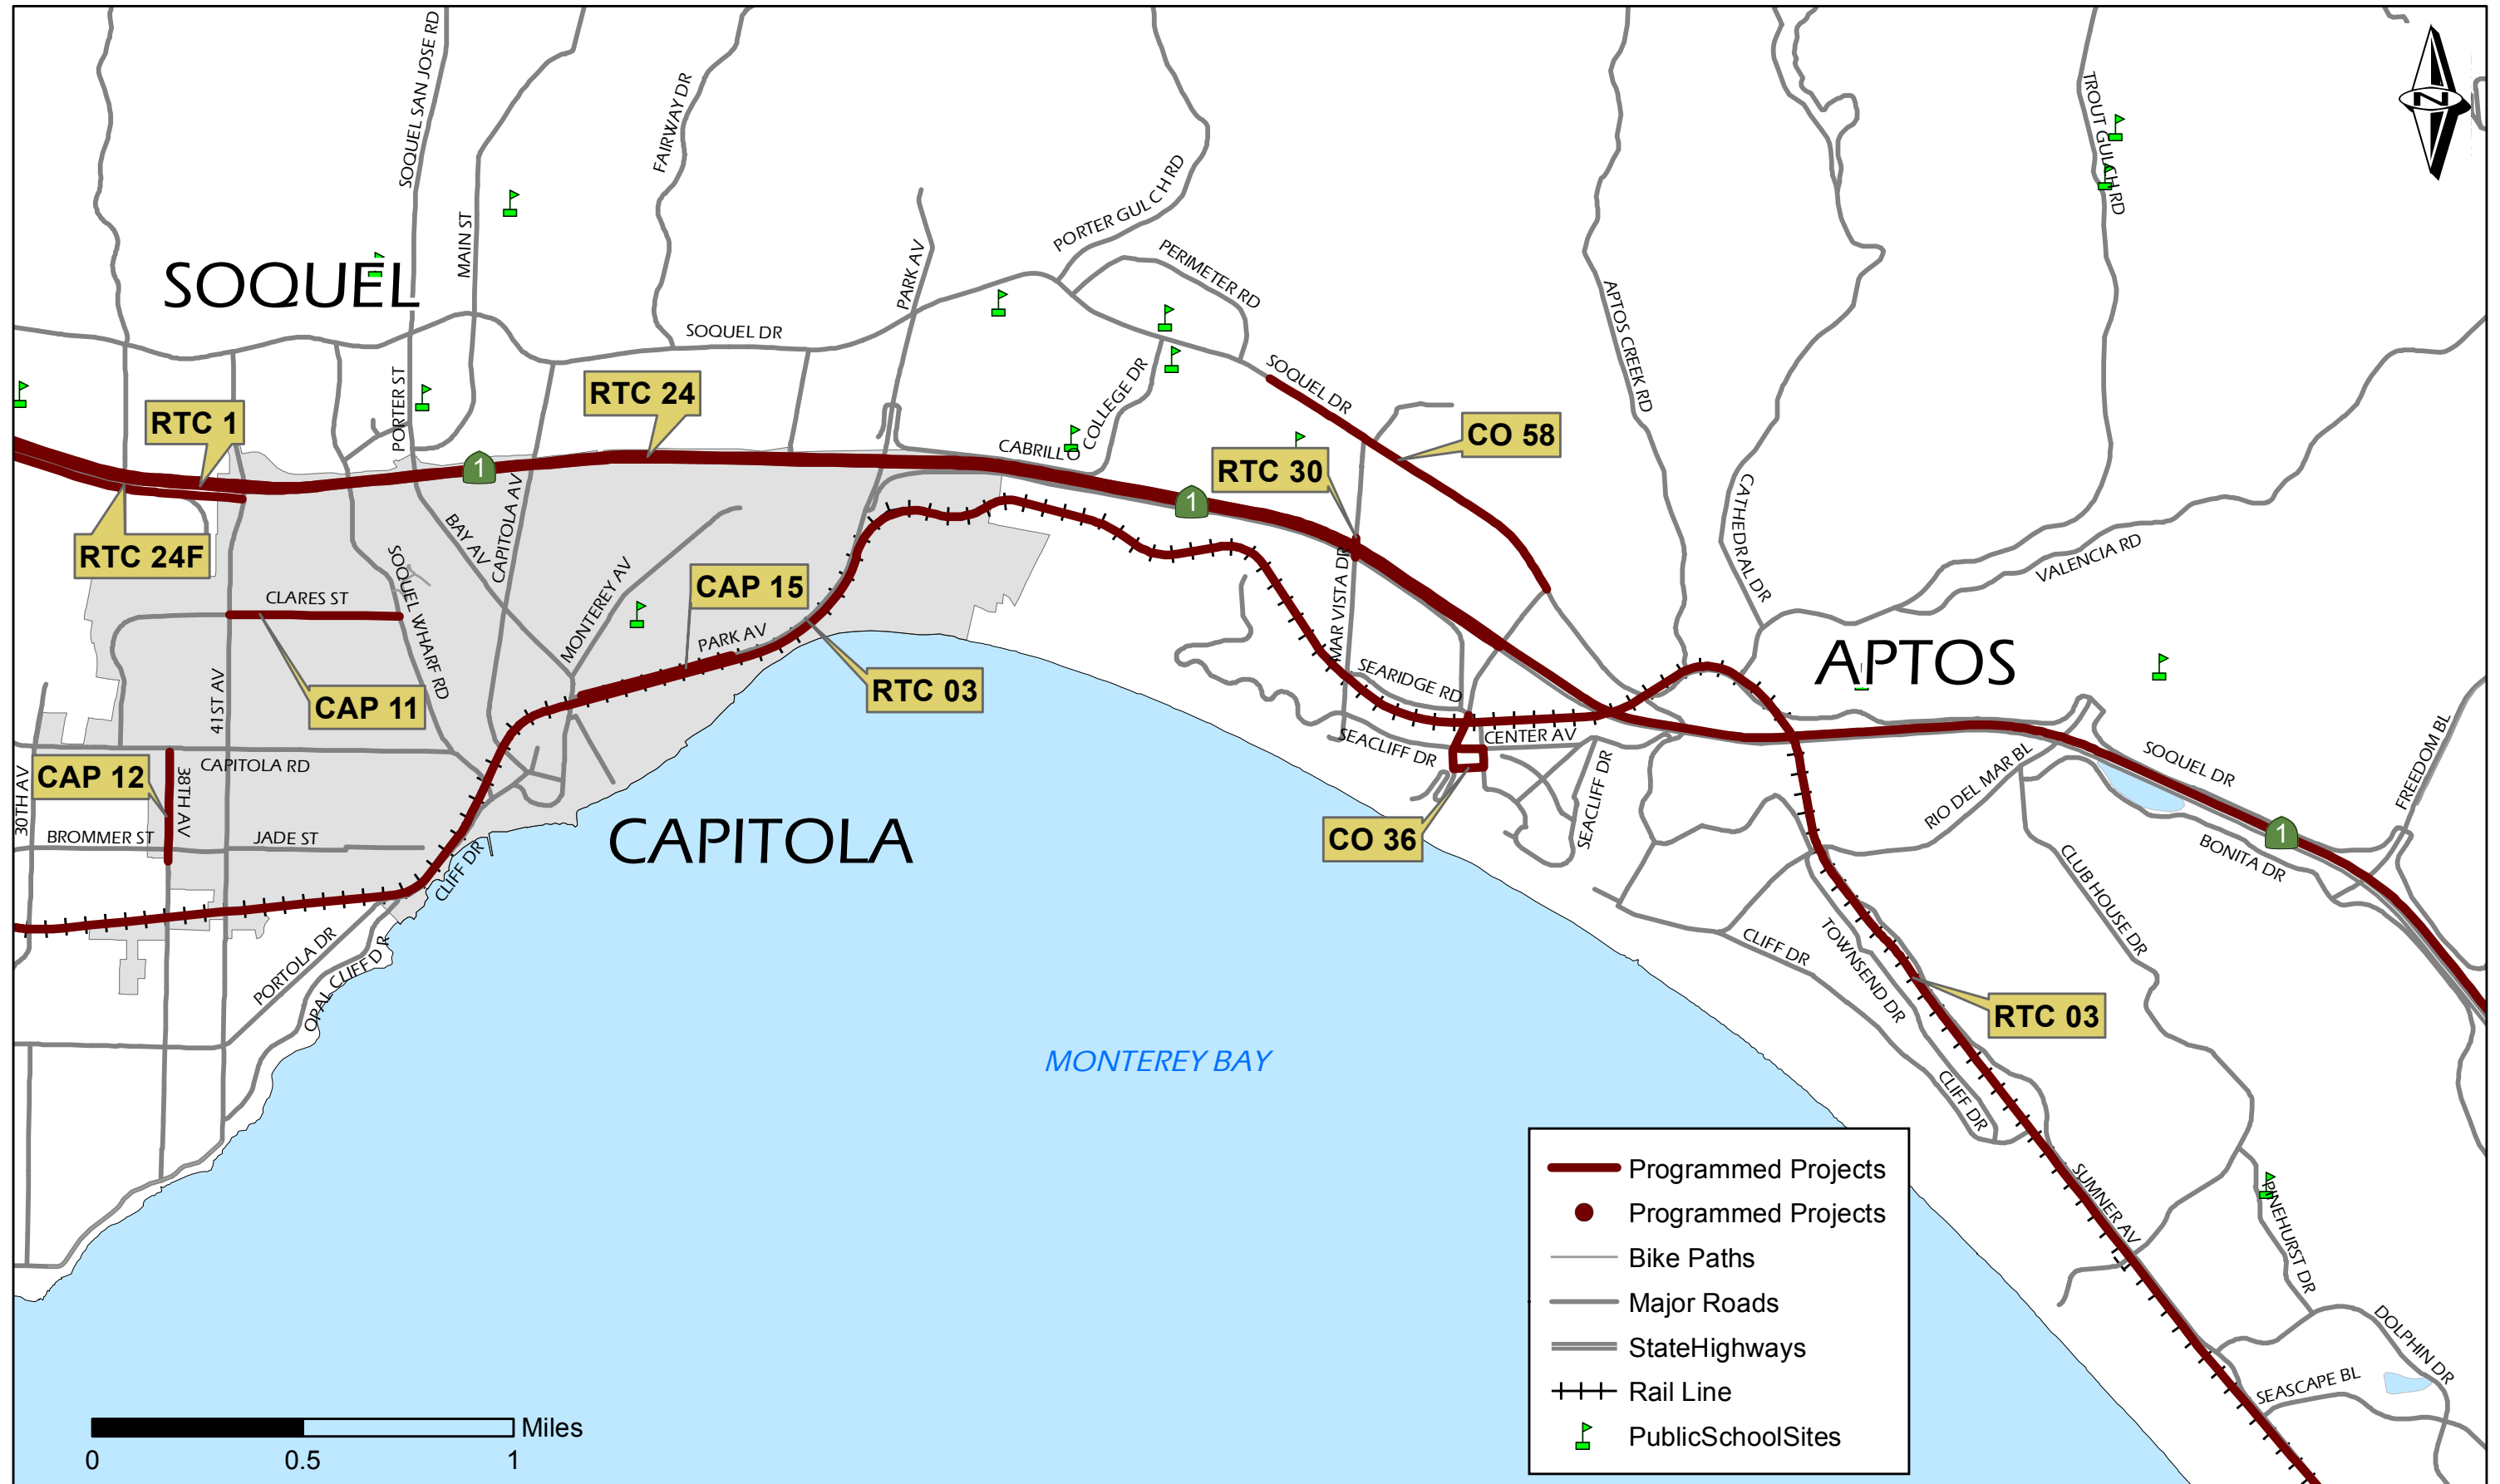 SOQUEL SAN JOSE RD
FAIRWAY DR
MAIN ST
SOQUEL
PORTER GULCH RD
PERIMETER RD
PARK AV
TROUT GULCH RD
N
APTOS CREEK RD
SOQUEL DR
SOQUEL DR
PORTER ST
RTC 1
RTC 24
COLLEGE DR
CABRILLO
CO 58
RTC 30
1
1
RTC 24F
BAY AV
CAPITOLA AV
CATHEDRAL DR
VALENCIA RD
CLARES ST
SOQUEL WHARF RD
MONTEREY AV
CAP 15
PARK AV
MAR VISTA DR
APTOS
CAP 11
41ST AV
RTC 03
SEARIDGE RD
CENTER AV
SEACLIFF DR
SEACLIFF DR
CAPITOLA RD
CAP 12
38TH AV
30TH AV
BROMMER ST
JADE ST
CLIFF DR
CAPITOLA
CO 36
RIO DEL MAR BL
SOQUEL DR
FREEDOM BL
1
BONITA DR
CLUB HOUSE DR
PORTOLA DR
OPAL CLIFF DR
CLIFF DR
TOWNSEND DR
RTC 03
MONTEREY BAY
CLIFF DR
SUMNER AV
PINEHURST DR
DOLPHIN DR
SEASCAPE BL
Programmed Projects
Programmed Projects
Bike Paths
Major Roads
StateHighways
Rail Line
PublicSchoolSites
Miles
0 0.5 1